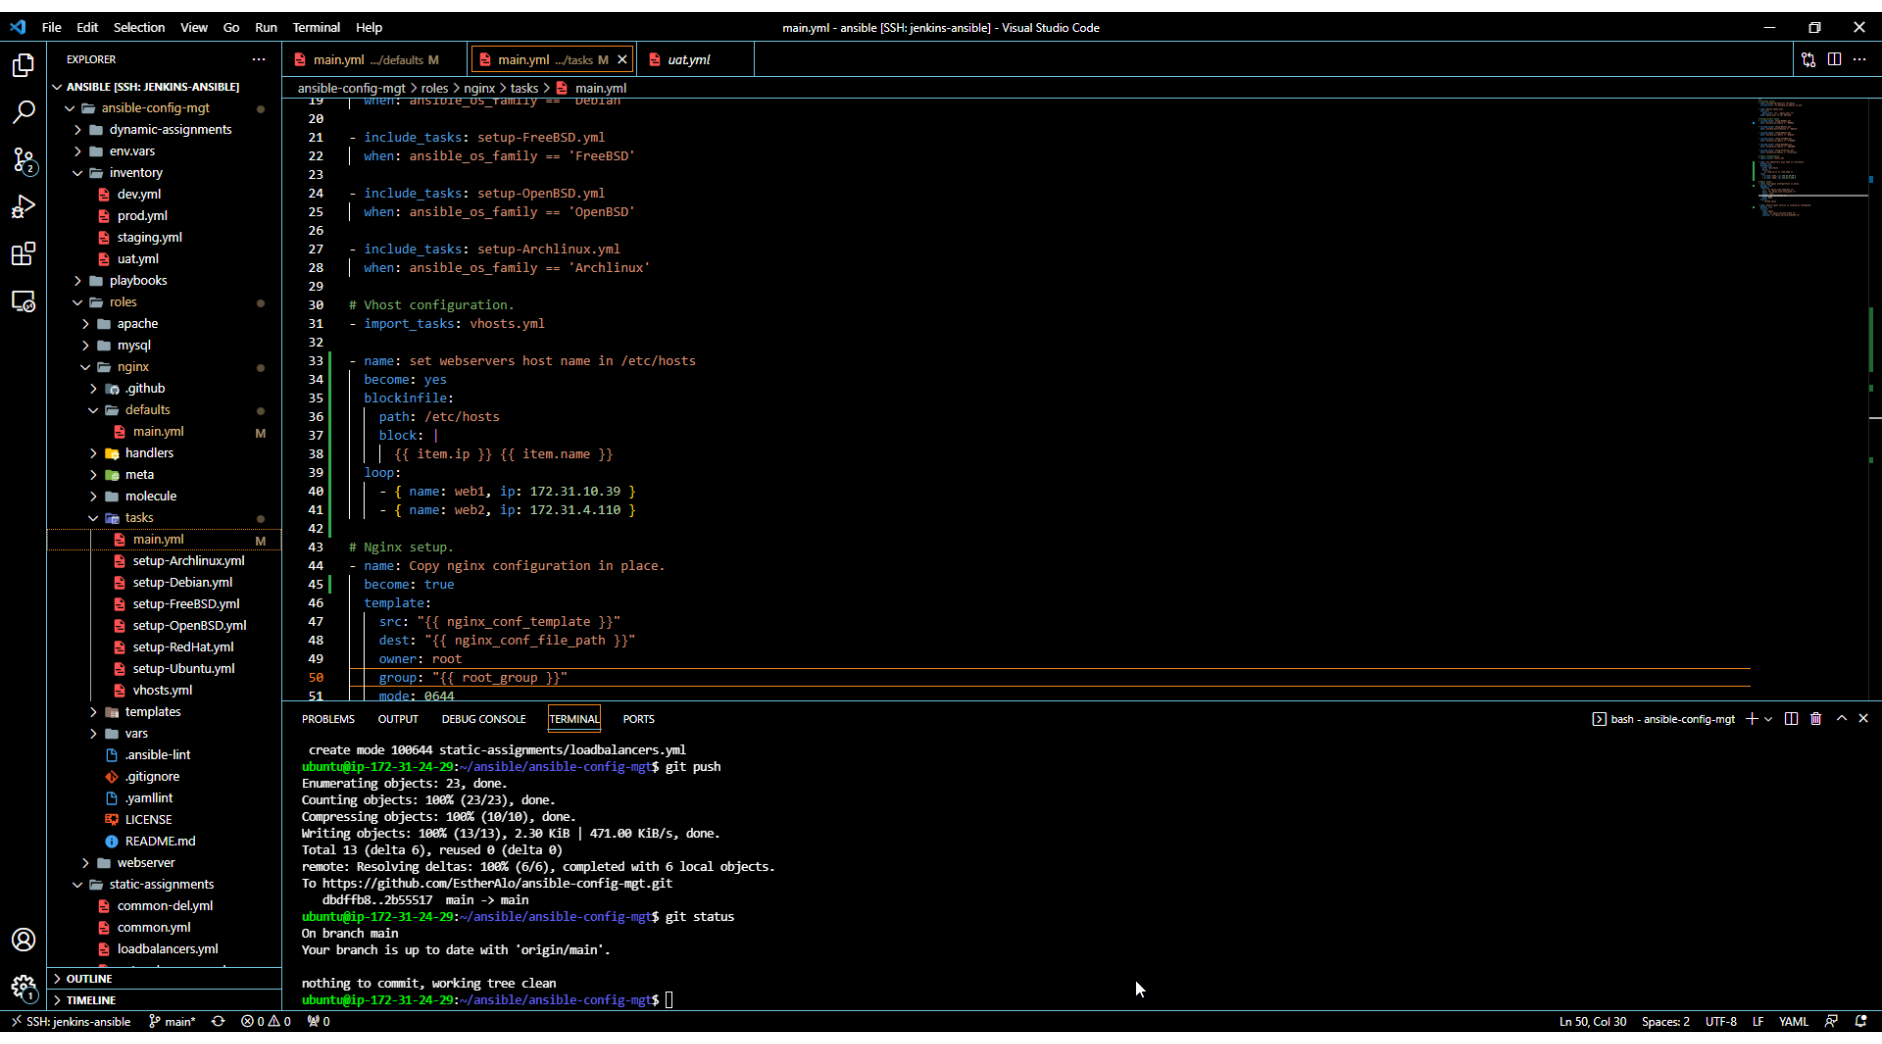 File Edit Selection View Go Run Terminal Help
main.yml - ansible [SSH: jenkins-ansible] - Visual Studio Code
EXPLORER
ANSIBLE [SSH: JENKINS-ANSIBLE]
ansible-config-mgt
dynamic-assignments
env.vars
inventory
dev.yml
prod.yml
staging.yml
uat.yml
playbooks
roles
apache
mysql
nginx
.github
defaults
main.yml M
handlers
meta
molecule
tasks
main.yml M
setup-Archlinux.yml
setup-Debian.yml
setup-FreeBSD.yml
setup-OpenBSD.yml
setup-RedHat.yml
setup-Ubuntu.yml
vhosts.yml
templates
vars
.ansible-lint
.gitignore
.yamllint
LICENSE
README.md
webserver
static-assignments
common-del.yml
common.yml
loadbalancers.yml
OUTLINE
TIMELINE
2
1
main.yml .../defaults M
main.yml .../tasks M
uat.yml
ansible-config-mgt > roles > nginx > tasks > main.yml
19 when: ansible_os_family == 'Debian'
20
21 - include_tasks: setup-FreeBSD.yml
22 when: ansible_os_family == 'FreeBSD'
23
24 - include_tasks: setup-OpenBSD.yml
25 when: ansible_os_family == 'OpenBSD'
26
27 - include_tasks: setup-Archlinux.yml
28 when: ansible_os_family == 'Archlinux'
29
30 # Vhost configuration.
31 - import_tasks: vhosts.yml
32
33 - name: set webservers host name in /etc/hosts
34 become: yes
35 blockinfile:
36 path: /etc/hosts
37 block: |
38 {{ item.ip }} {{ item.name }}
39 loop:
40 - { name: web1, ip: 172.31.10.39 }
41 - { name: web2, ip: 172.31.4.110 }
42
43 # Nginx setup.
44 - name: Copy nginx configuration in place.
45 become: true
46 template:
47 src: "{{ nginx_conf_template }}"
48 dest: "{{ nginx_conf_file_path }}"
49 owner: root
50 group: "{{ root_group }}"
51 mode: 0644
PROBLEMS OUTPUT DEBUG CONSOLE TERMINAL PORTS
bash - ansible-config-mgt
create mode 100644 static-assignments/loadbalancers.yml
ubuntu@ip-172-31-24-29:~/ansible/ansible-config-mgt$ git push
Enumerating objects: 23, done.
Counting objects: 100% (23/23), done.
Compressing objects: 100% (10/10), done.
Writing objects: 100% (13/13), 2.30 KiB | 471.00 KiB/s, done.
Total 13 (delta 6), reused 0 (delta 0)
remote: Resolving deltas: 100% (6/6), completed with 6 local objects.
To https://github.com/EstherAlo/ansible-config-mgt.git
dbdffb8..2b55517 main -> main
ubuntu@ip-172-31-24-29:~/ansible/ansible-config-mgt$ git status
On branch main
Your branch is up to date with 'origin/main'.
nothing to commit, working tree clean
ubuntu@ip-172-31-24-29:~/ansible/ansible-config-mgt$
SSH: jenkins-ansible main* 0 0 0
Ln 50, Col 30 Spaces: 2 UTF-8 LF YAML